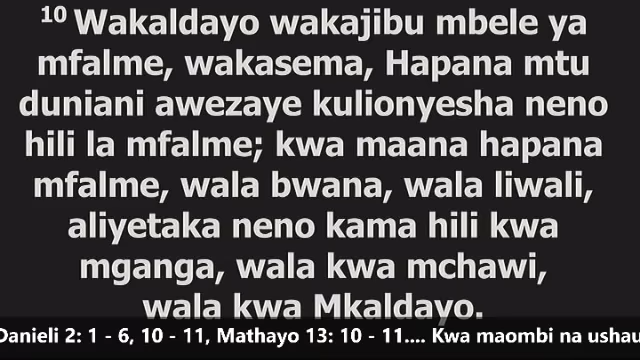 10 Wakaldayo wakajibu mbele ya
mfalme, wakasema, Hapana mtu
duniani awezaye kulionyesha neno
hili la mfalme; kwa maana hapana
mfalme, wala bwana, wala liwali,
aliyetaka neno kama hili kwa
mganga, wala kwa mchawi,
wala kwa Mkaldayo.
Danieli 2: 1 - 6, 10 - 11, Mathayo 13: 10 - 11.... Kwa maombi na ushau